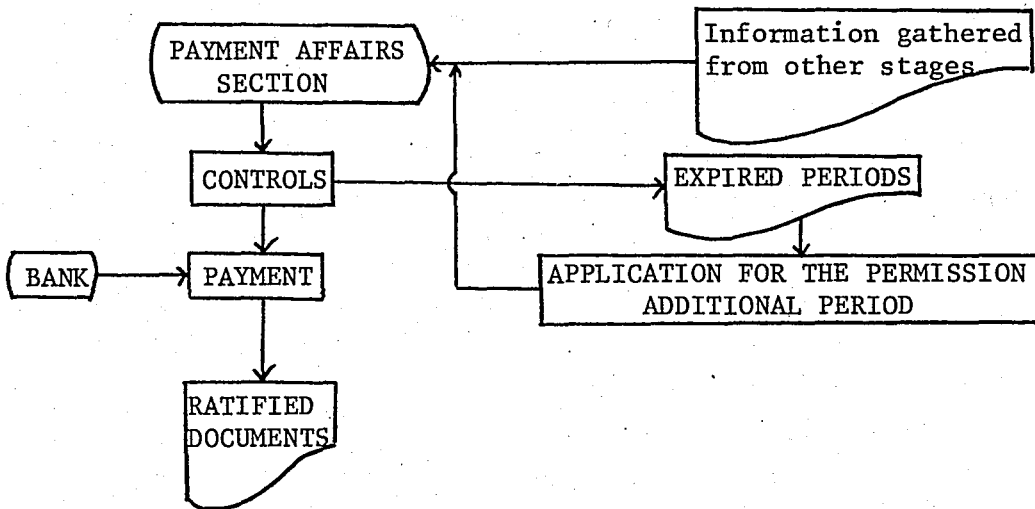 PAYMENT AFFAIRS
SECTION
Information gathered
from other stages
CONTROLS
EXPIRED PERIODS
BANK
PAYMENT
APPLICATION FOR THE PERMISSION
ADDITIONAL PERIOD
RATIFIED
DOCUMENTS